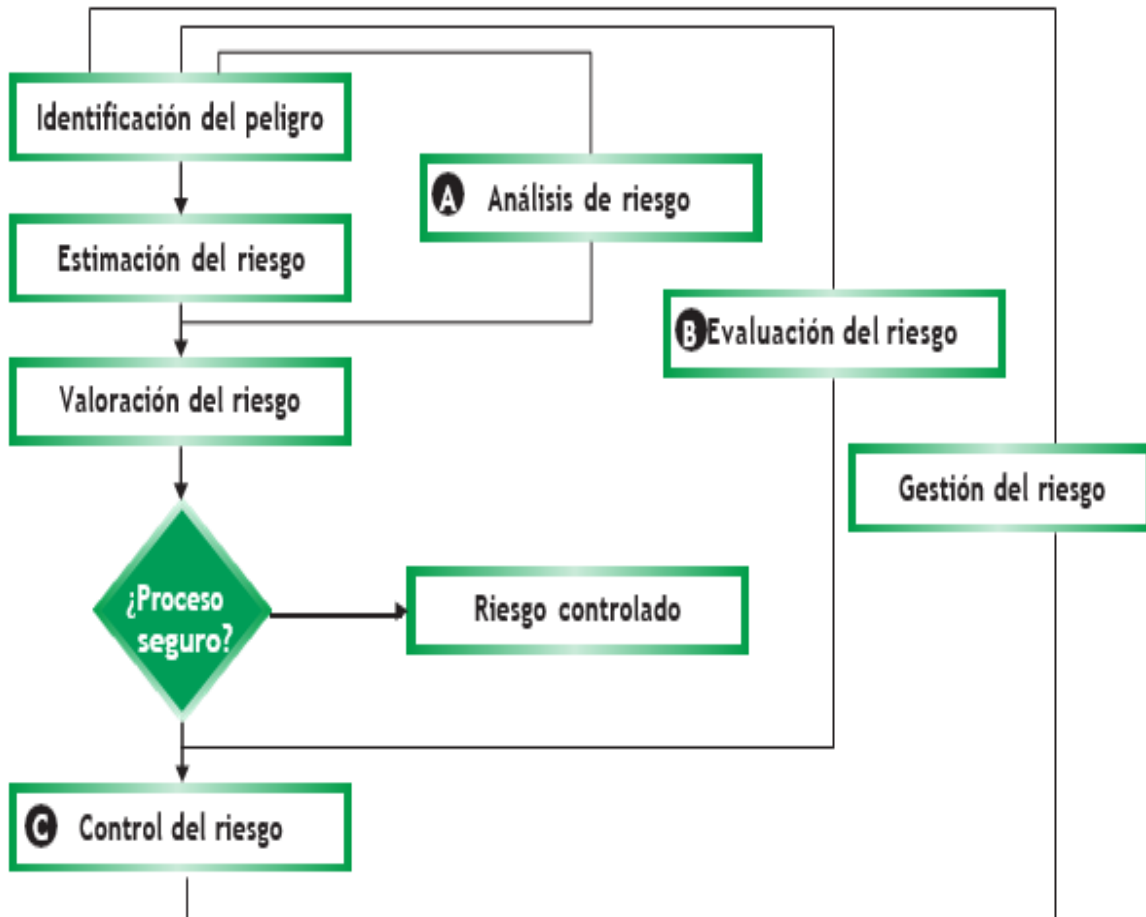 Identificación del peligro
A Análisis de riesgo
Estimación del riesgo
B Evaluación del riesgo
Valoración del riesgo
Gestión del riesgo
¿Proceso
seguro?
Riesgo controlado
C Control del riesgo